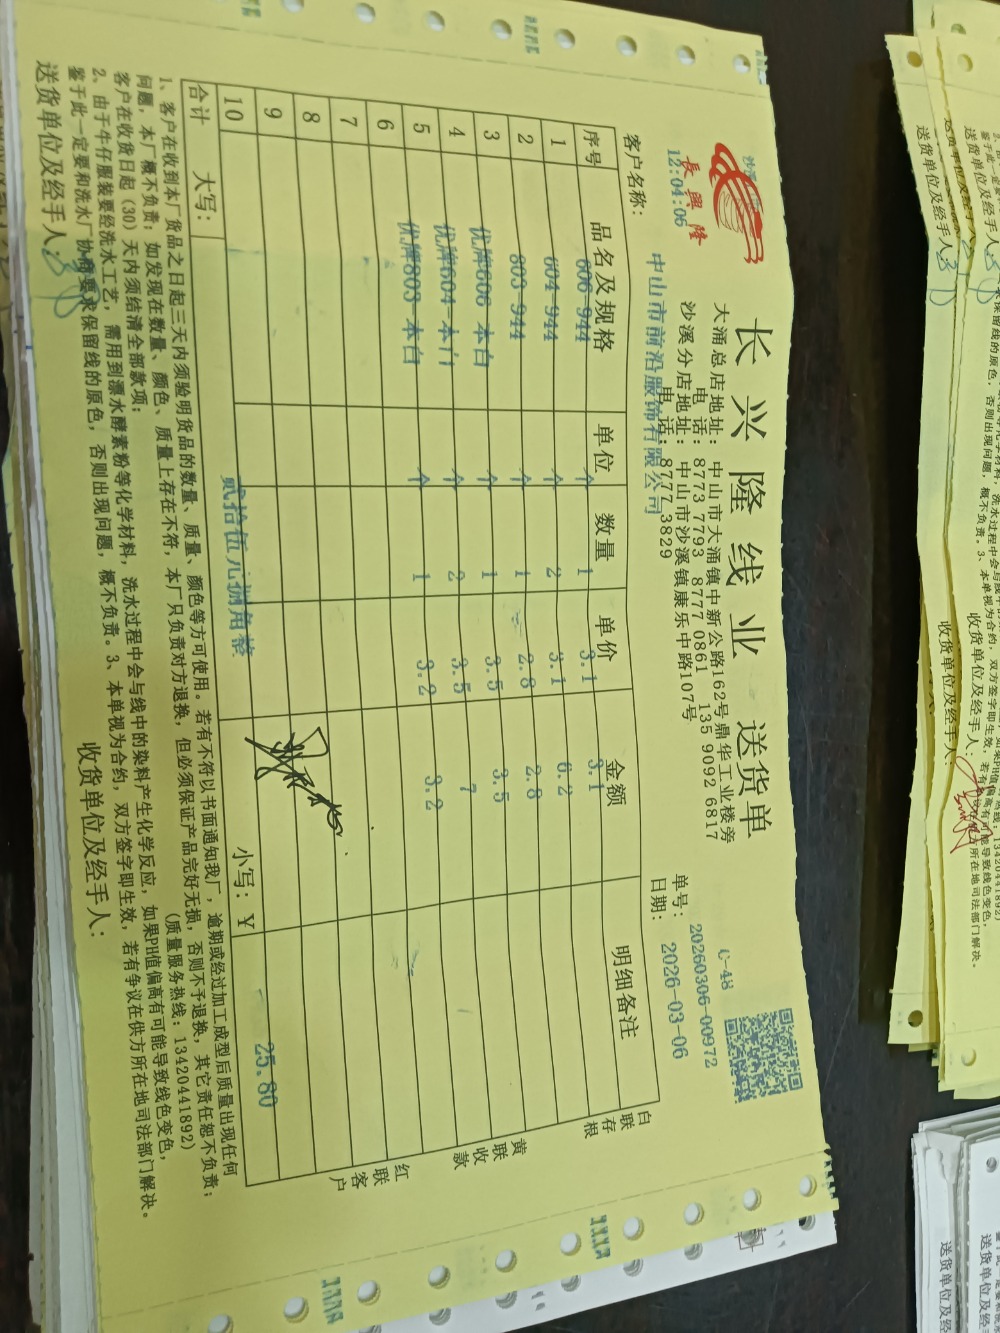 长兴隆线业 送货单
長興隆
沙溪
12:04:06
大涌总店地址：中山市大涌镇中新公路162号鼎华工业楼旁
电 话：8773 7793 8777 0861 135 9092 6817
沙溪分店地址：中山市沙溪镇康乐中路107号
电 话：8777 3829
C-48
单号：20260306-00972
日期：2026-03-06
客户名称：中山市前沿服饰有限公司
序号 品名及规格 单位 数量 单价 金额 明细备注
1 606-944 个 1 3.1 3.1
2 604-944 个 2 3.1 6.2
3 803-944 个 1 2.8 2.8
4 优牌606-本白 个 1 3.5 3.5
5 优牌604-本白 个 2 3.5 7
6 优牌803-本白 个 1 3.2 3.2
7
8
9
10
合计 大写：贰拾伍元捌角整 小写：¥ 25.80
白联存根
黄联收款
红联客户
1、客户在收到本厂货品之日起三天内须验明货品的数量、质量、颜色等方可使用。若有不符以书面通知我厂，逾期或经过加工成型后质量出现任何
问题，本厂概不负责；如发现在数量、颜色、质量上存在不符，本厂只负责对方退换，但必须保证产品完好无损，否则不予退换，其它责任恕不负责；
客户在收货日起（30）天内须结清全部款项； （质量服务热线：13420441892）
2、由于牛仔服装要经洗水工艺，需用到漂水酵素粉等化学材料，洗水过程中会与线中的染料产生化学反应，如果PH值偏高有可能导致线色变色，
鉴于此一定要和洗水厂协商要求保留线的原色，否则出现问题，概不负责。3、本单视为合约，双方签字即生效，若有争议在供方所在地司法部门解决。
送货单位及经手人： 收货单位及经手人：